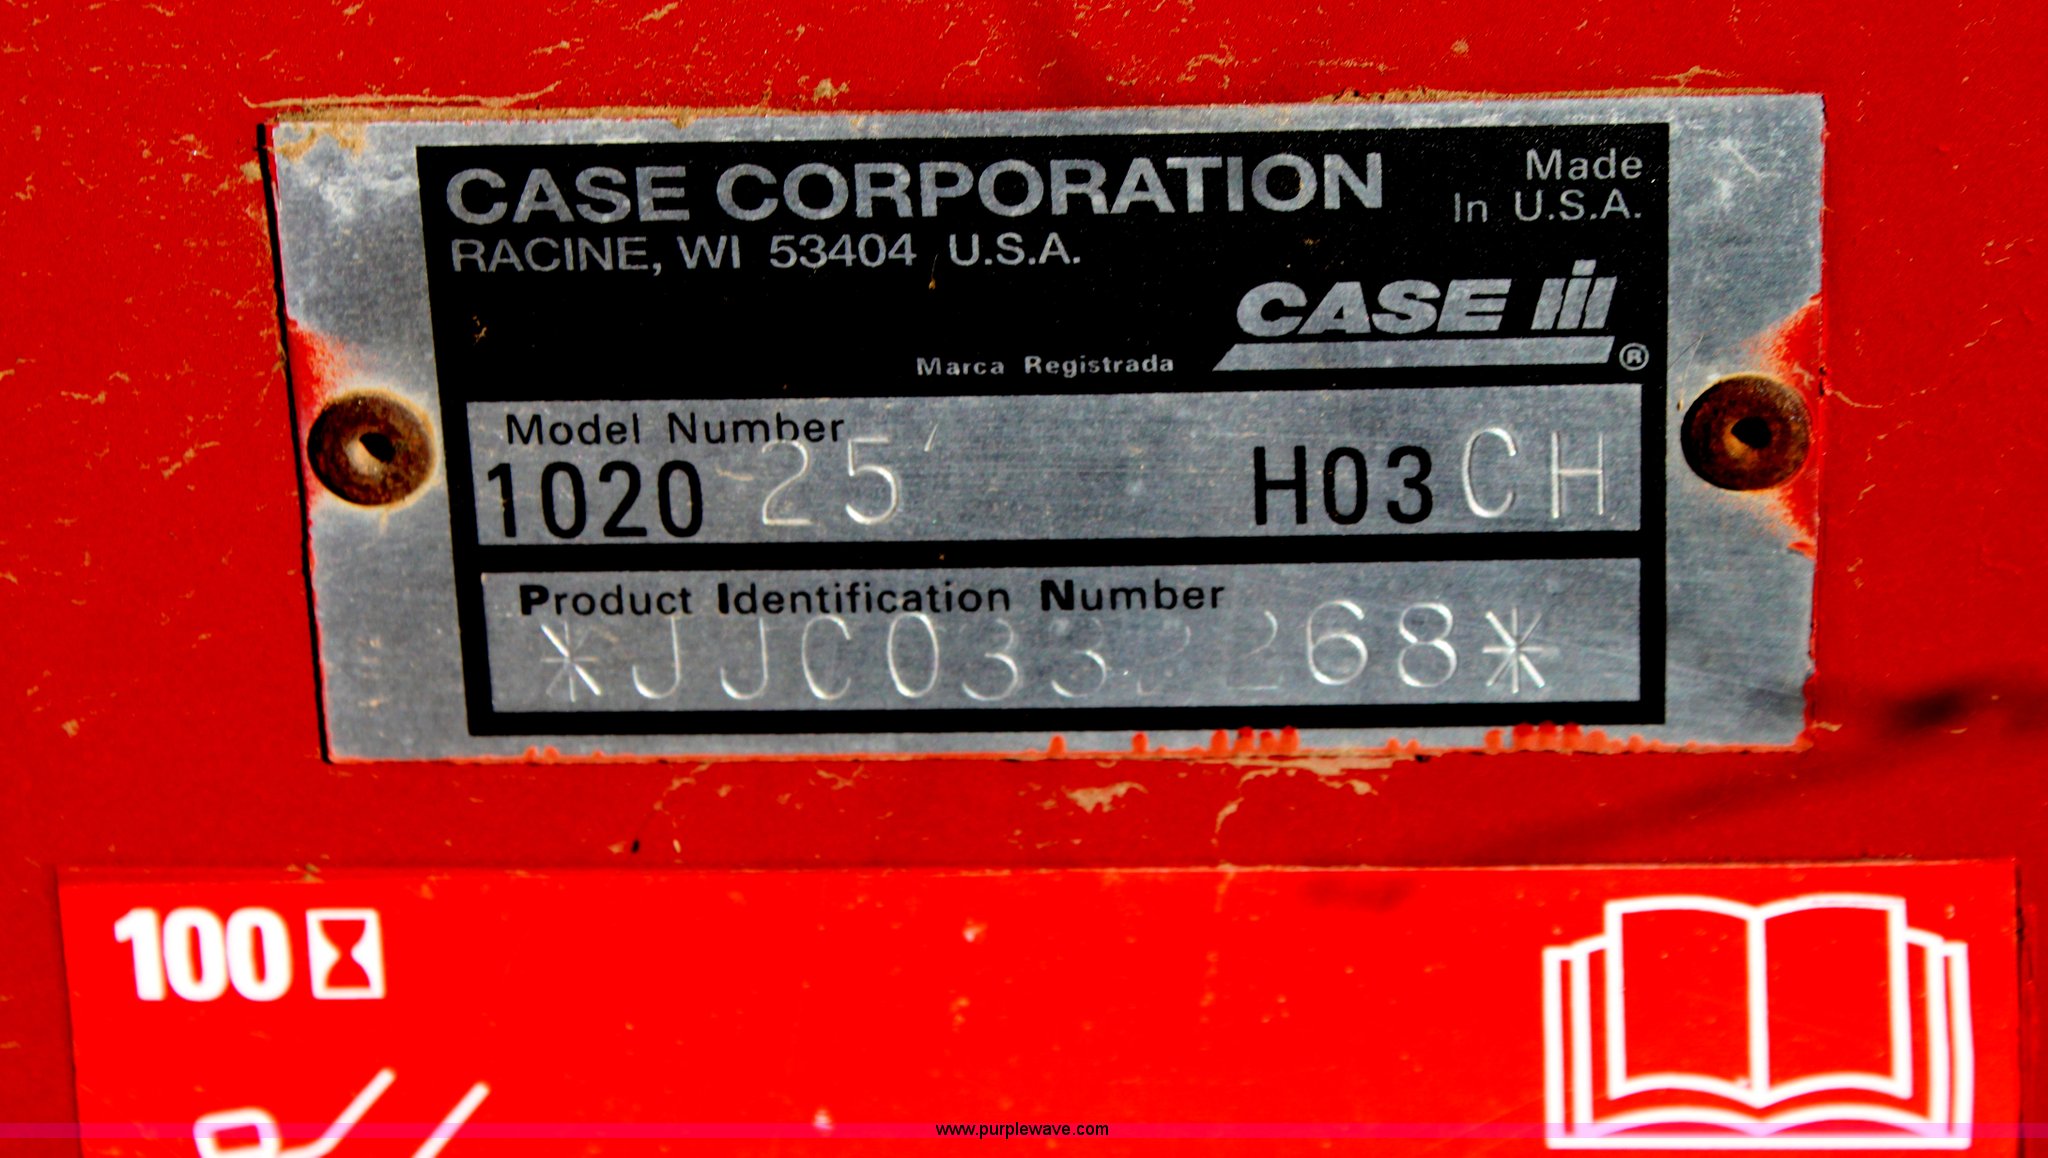 CASE CORPORATION
Made
In U.S.A.
RACINE, WI 53404 U.S.A.
CASE IH
Marca Registrada ®
Model Number
1020 25' H03CH
Product Identification Number
100
www.purplewave.com